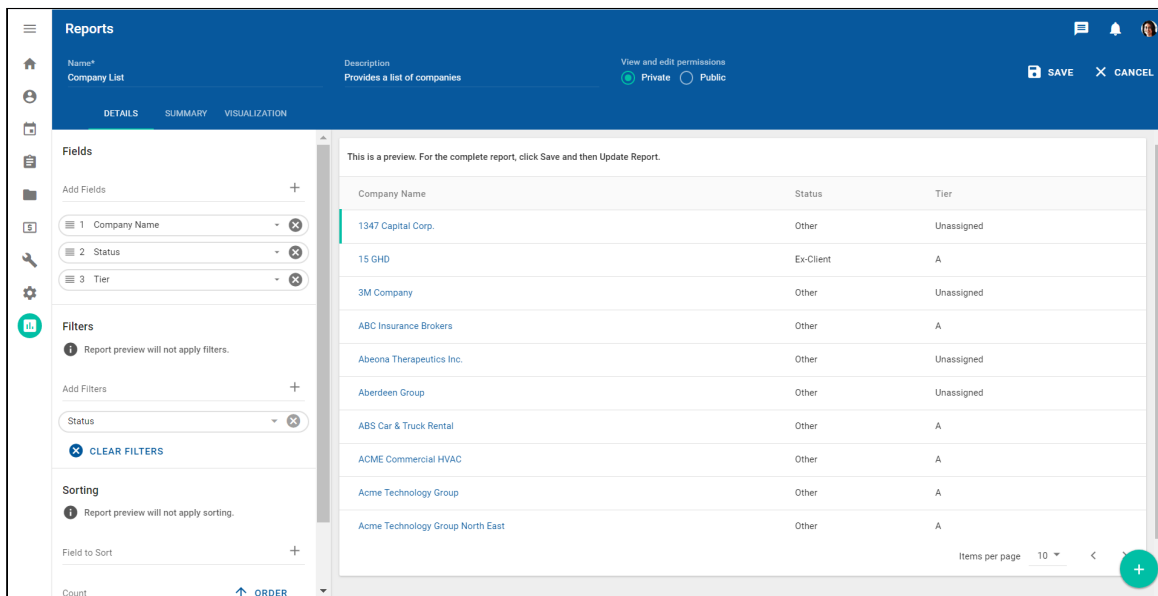 Reports
Name*
Company List
Description
Provides a list of companies
View and edit permissions
Private
Public
SAVE
CANCEL
DETAILS
SUMMARY
VISUALIZATION
Fields
Add Fields
1 Company Name
2 Status
3 Tier
Filters
Report preview will not apply filters.
Add Filters
Status
CLEAR FILTERS
Sorting
Report preview will not apply sorting.
Field to Sort
Count
ORDER
This is a preview. For the complete report, click Save and then Update Report.
Company Name Status Tier
1347 Capital Corp. Other Unassigned
15 GHD Ex-Client A
3M Company Other Unassigned
ABC Insurance Brokers Other A
Abeona Therapeutics Inc. Other Unassigned
Aberdeen Group Other Unassigned
ABS Car & Truck Rental Other A
ACME Commercial HVAC Other A
Acme Technology Group Other A
Acme Technology Group North East Other A
Items per page 10